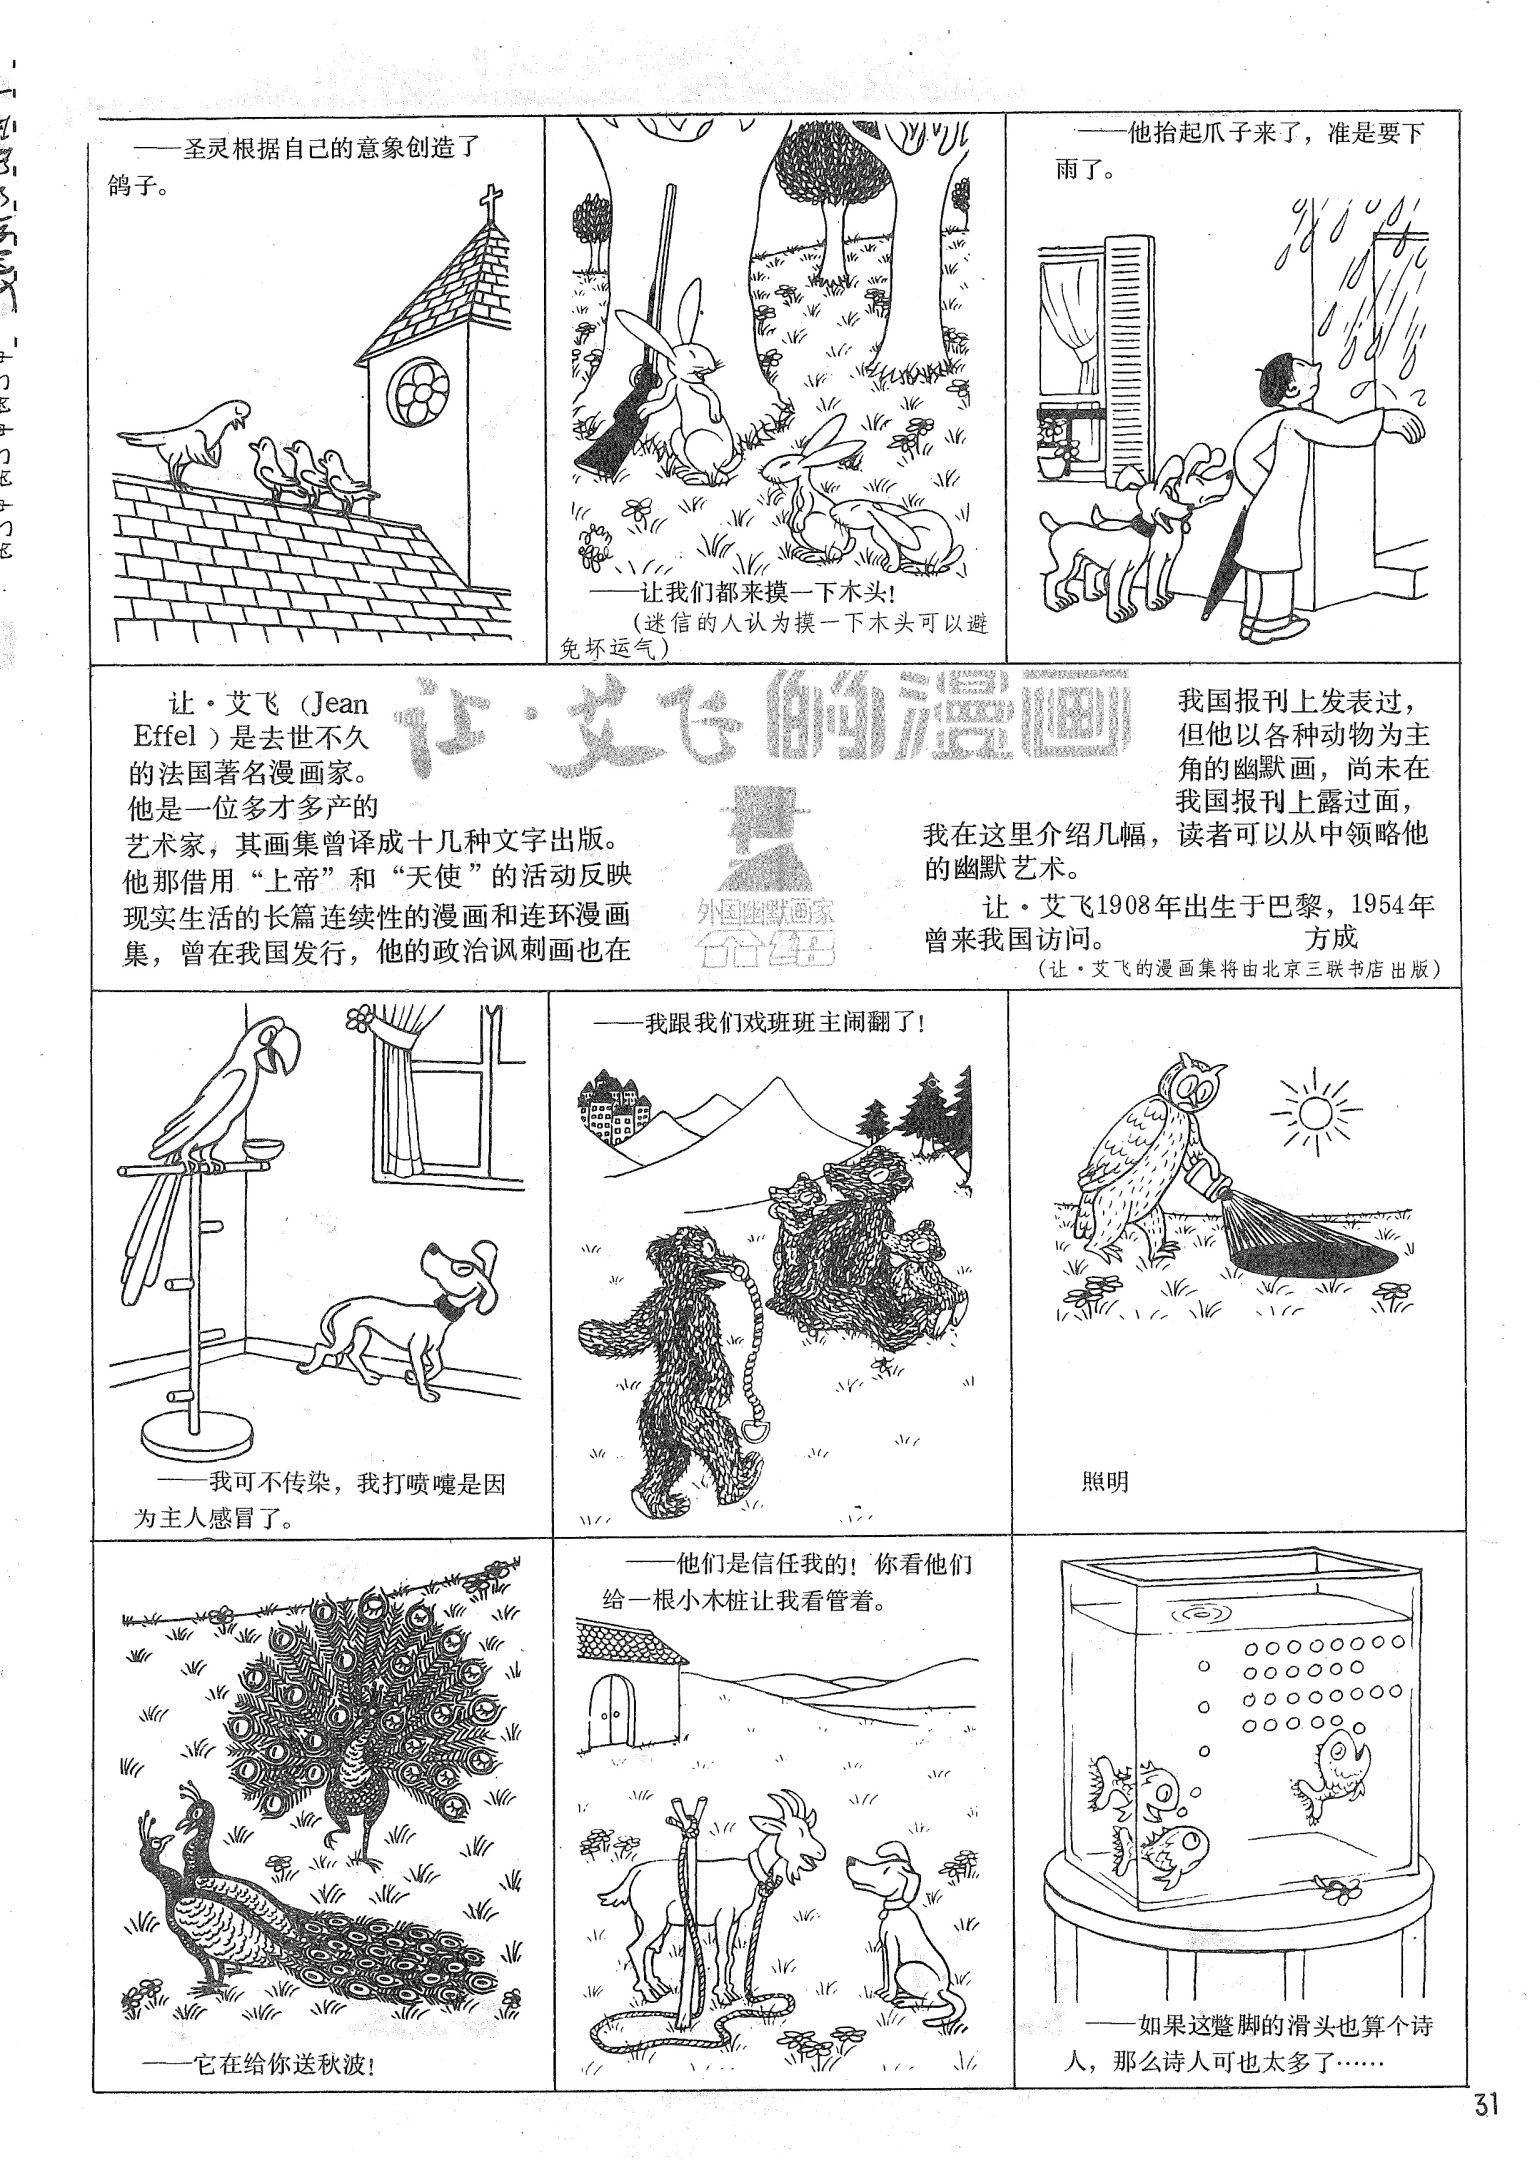 ——圣灵根据自己的意象创造了
鸽子。
——让我们都来摸一下木头!
(迷信的人认为摸一下木头可以避
免坏运气)
——他抬起爪子来了，准是要下
雨了。
让·艾飞的漫画
外国幽默画家
介绍
让·艾飞（Jean
Effel）是去世不久
的法国著名漫画家。
他是一位多才多产的
艺术家，其画集曾译成十几种文字出版。
他那借用“上帝”和“天使”的活动反映
现实生活的长篇连续性的漫画和连环漫画
集，曾在我国发行，他的政治讽刺画也在
我国报刊上发表过，
但他以各种动物为主
角的幽默画，尚未在
我国报刊上露过面，
我在这里介绍几幅，读者可以从中领略他
的幽默艺术。
让·艾飞1908年出生于巴黎，1954年
曾来我国访问。 方成
(让·艾飞的漫画集将由北京三联书店出版)
——我可不传染，我打喷嚏是因
为主人感冒了。
——我跟我们戏班班主闹翻了!
照明
——它在给你送秋波!
——他们是信任我的! 你看他们
给一根小木桩让我看管着。
——如果这蹩脚的滑头也算个诗
人，那么诗人可也太多了……
31